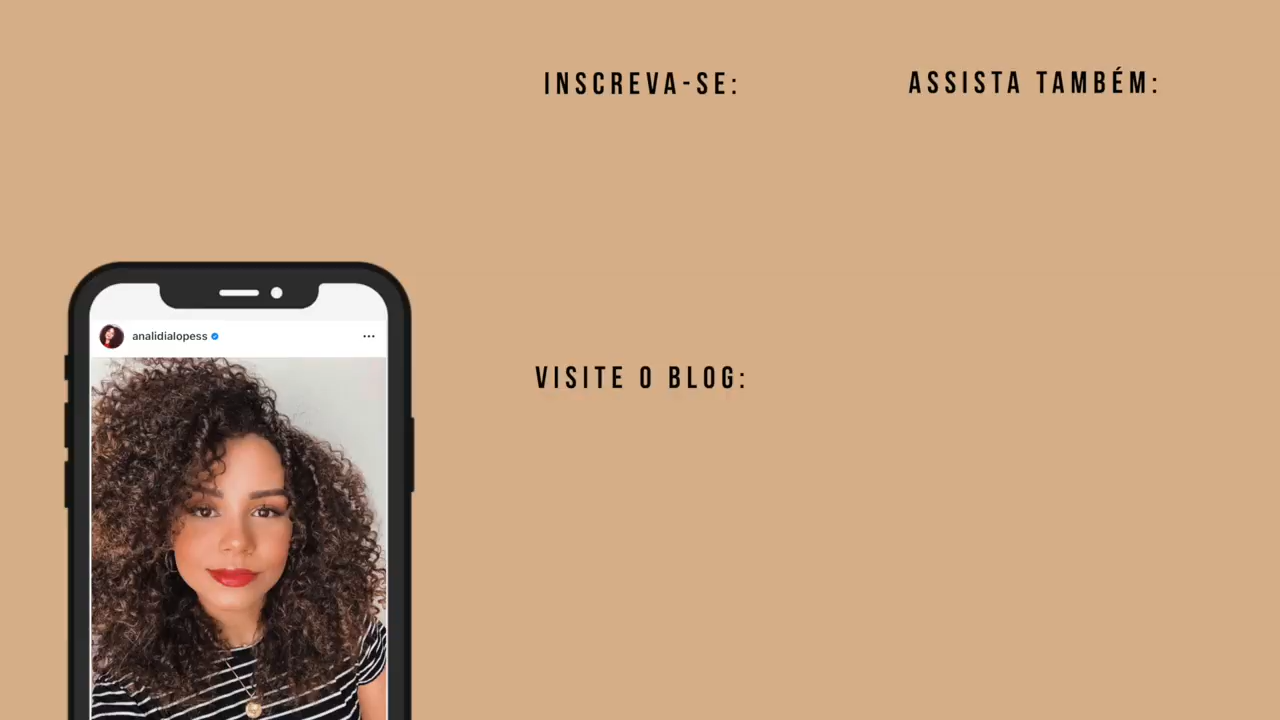 INSCREVA-SE:
ASSISTA TAMBÉM:
analidialopess
VISITE O BLOG: